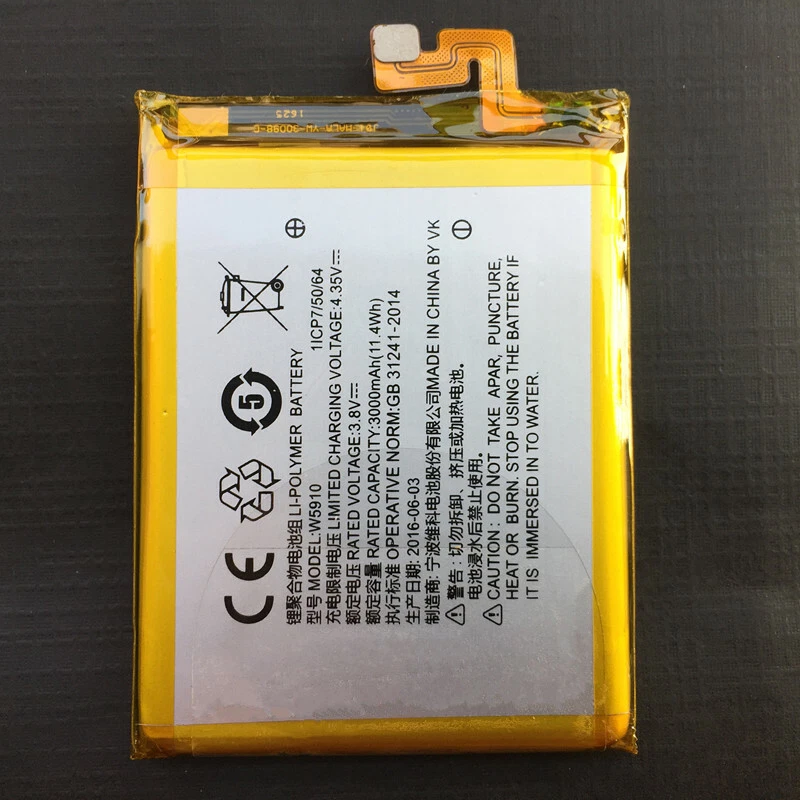 锂聚合物电池组 LI-POLYMER BATTERY
型号 MODEL:W5910 1ICP7/50/64
充电限制电压 L!MITED CHARGING VOLTAGE:4.35V⎓
额定电压 RATED VOLTAGE:3.8V⎓
额定容量 RATED CAPACITY:3000mAh(11.4Wh)
执行标准 OPERATIVE NORM:GB 31241-2014
生产日期: 2016-06-03
制造商: 宁波维科电池股份有限公司MADE IN CHINA BY VK
⚠ 警告: 切勿拆卸、挤压或加热电池。
电池浸水后禁止使用。
⚠ CAUTION: DO NOT TAKE APAR, PUNCTURE,
HEAT OR BURN. STOP USING THE BATTERY IF
IT IS IMMERSED IN TO WATER.
CE
5
1625